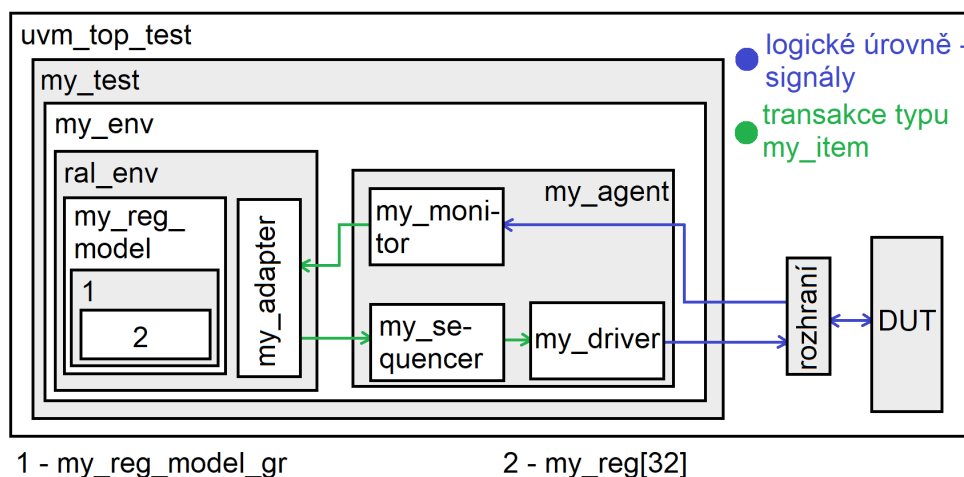 uvm_top_test
my_test
my_env
ral_env
my_reg_
model
1
2
my_adapter
my_agent
my_moni-
tor
my_se-
quencer
my_driver
rozhraní
DUT
logické úrovně -
signály
transakce typu
my_item
1 - my_reg_model_gr
2 - my_reg[32]